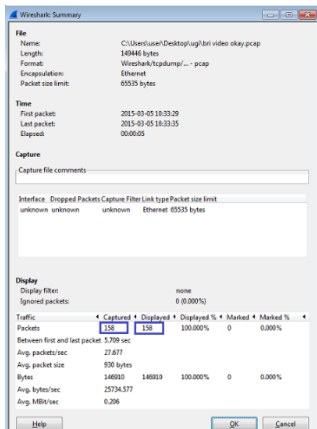 Wireshark: Summary
File
Name: C:\Users\user\Desktop\ugi\bri video okay.pcap
Length: 149446 bytes
Format: Wireshark/tcpdump/... - pcap
Encapsulation: Ethernet
Packet size limit: 65535 bytes
Time
First packet: 2015-03-05 10:33:29
Last packet: 2015-03-05 10:33:35
Elapsed: 00:00:05
Capture
Capture file comments
Interface Dropped Packets Capture Filter Link type Packet size limit
unknown unknown unknown Ethernet 65535 bytes
Display
Display filter: none
Ignored packets: 0 (0.000%)
Traffic Captured Displayed Displayed % Marked Marked %
Packets 158 158 100.000% 0 0.000%
Between first and last packet 5.709 sec
Avg. packets/sec 27.677
Avg. packet size 930 bytes
Bytes 146910 146910 100.000% 0 0.000%
Avg. bytes/sec 25734.577
Avg. MBit/sec 0.206
Help OK Cancel